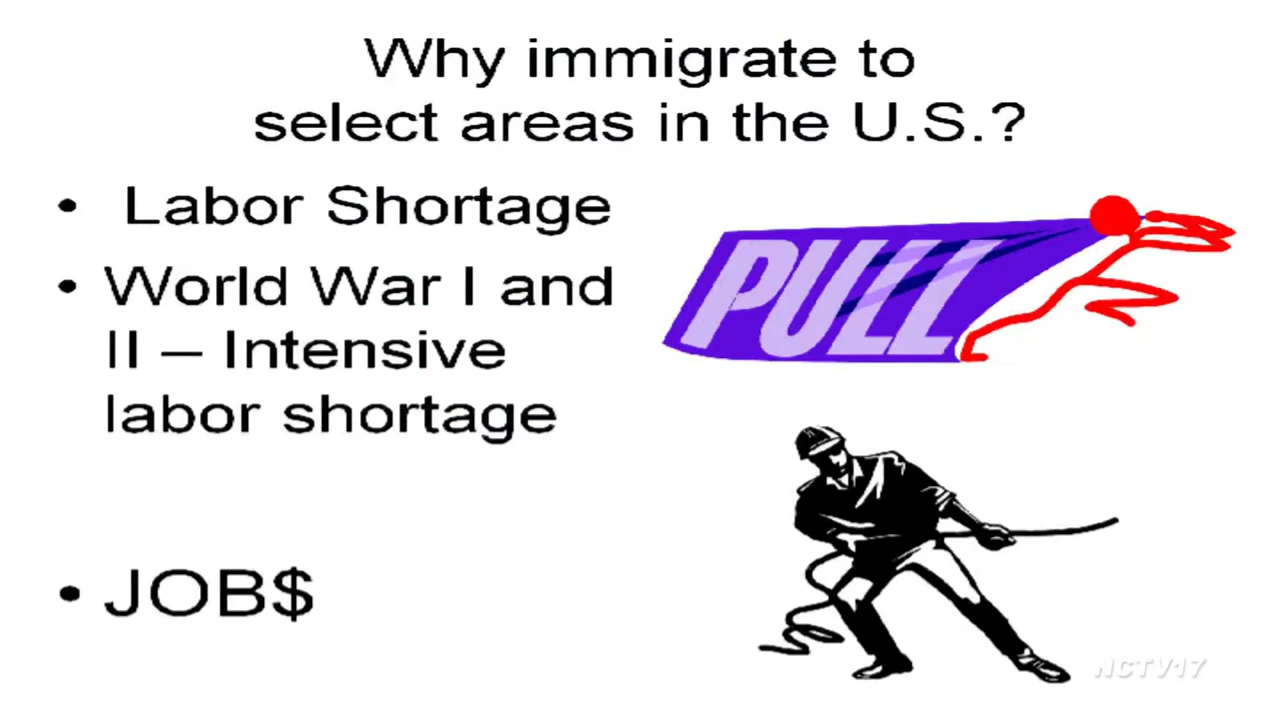 Why immigrate to
select areas in the U.S.?
• Labor Shortage
• World War I and
II – Intensive
labor shortage
• JOB$
PULL
NCTV17